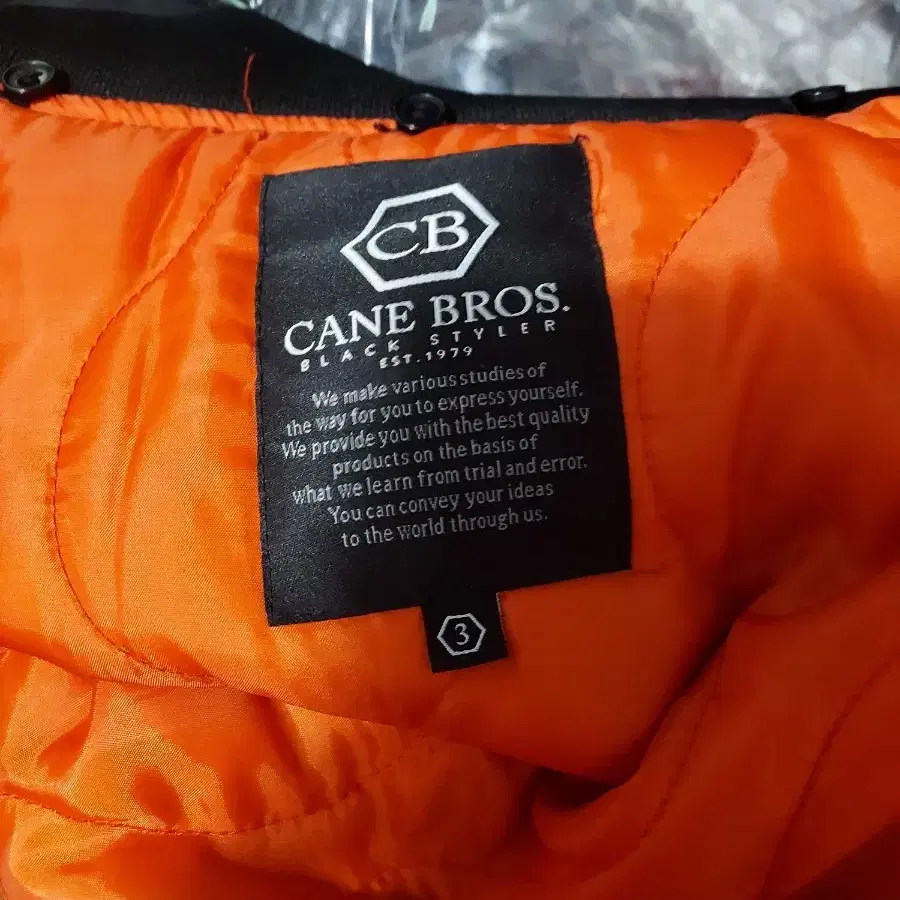 CB
CANE BROS.
BLACK STYLER
EST.1979
We make various studies of
the way for you to express yourself.
We provide you with the best quality
products on the basis of
what we learn from trial and error.
You can convey your ideas
to the world through us.
3